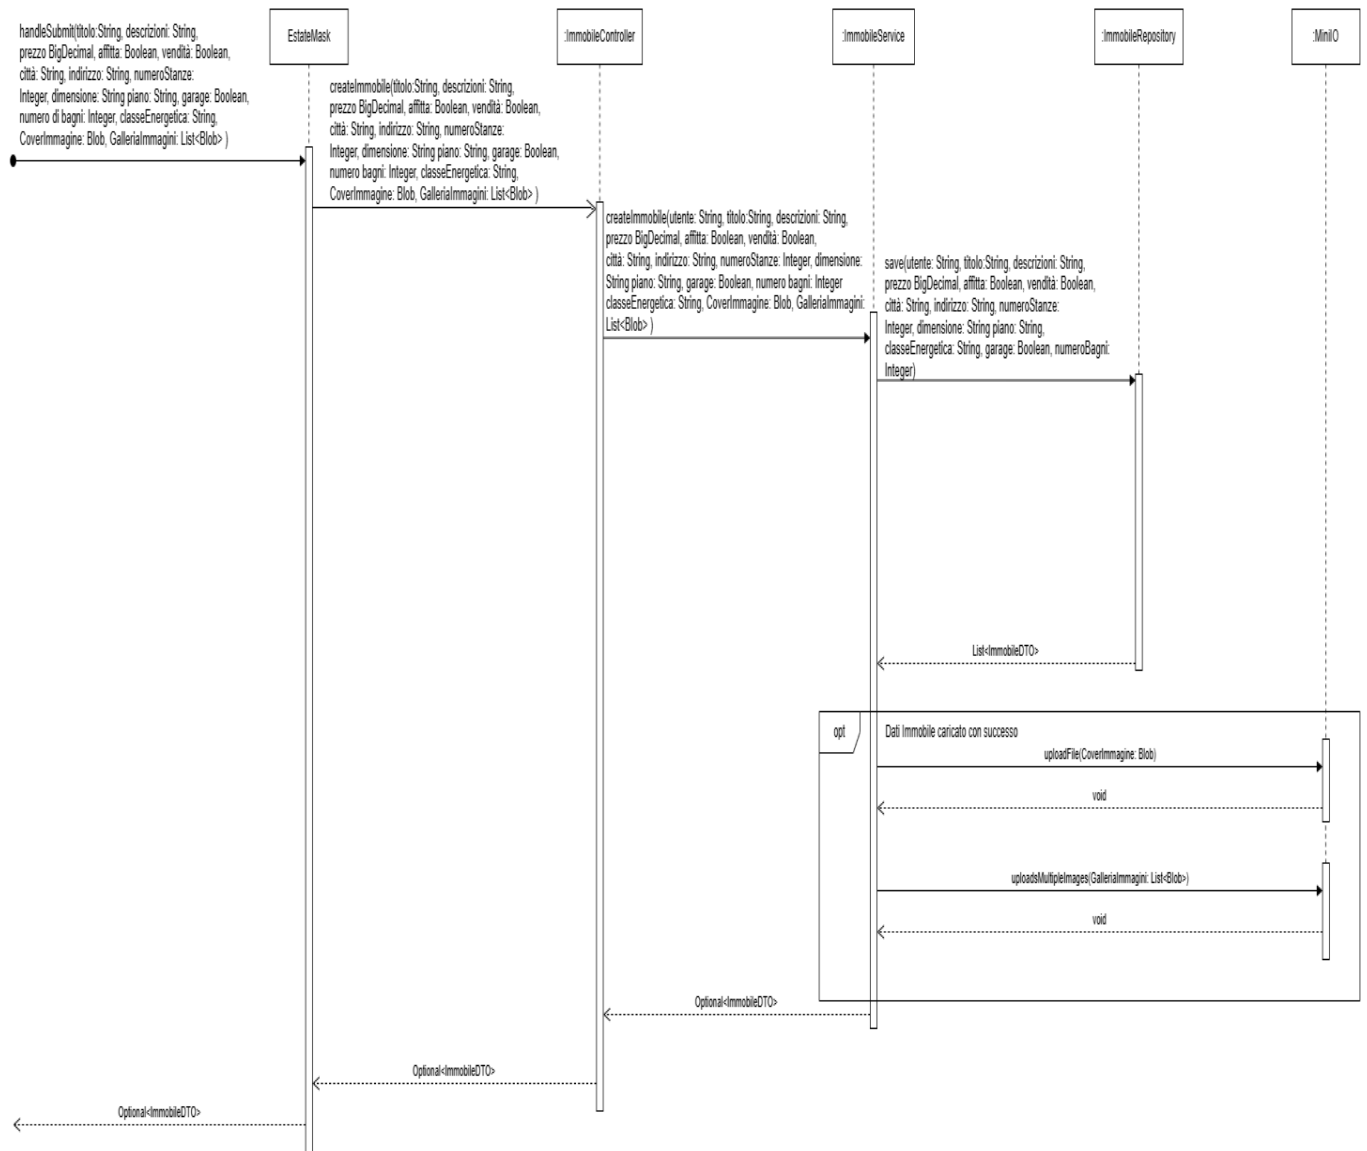 handleSubmit(titolo:String, descrizioni: String,
prezzo BigDecimal, affitta: Boolean, venditå: Boolean,
città: String, indirizzo: String, numeroStanze:
Integer, dimensione: String piano: String, garage: Boolean,
numero di bagni: Integer, classeEnergetica: String,
CoverImmagine: Blob, GalleriaImmagini: List<Blob> )
EstateMask
:ImmobileController
:ImmobileService
:ImmobileRepository
:MiniIO
createImmobile(titolo:String, descrizioni: String,
prezzo BigDecimal, affitta: Boolean, vendità: Boolean,
città: String, indirizzo: String, numeroStanze:
Integer, dimensione: String piano: String, garage: Boolean,
numero bagni: Integer, classeEnergetica: String,
CoverImmagine: Blob, GalleriaImmagini: List<Blob> )
createImmobile(utente: String, titolo:String, descrizioni: String,
prezzo BigDecimal, affitta: Boolean, vendità: Boolean,
città: String, indirizzo: String, numeroStanze: Integer, dimensione:
String piano: String, garage: Boolean, numero bagni: Integer
classeEnergetica: String, CoverImmagine: Blob, GalleriaImmagini:
List<Blob> )
save(utente: String, titolo:String, descrizioni: String,
prezzo BigDecimal, affitta: Boolean, vendità: Boolean,
città: String, indirizzo: String, numeroStanze:
Integer, dimensione: String piano: String,
classeEnergetica: String, garage: Boolean, numeroBagni:
Integer)
List<ImmobileDTO>
opt
Dati Immobile caricato con successo
uploadFile(CoverImmagine: Blob)
void
uploadsMultipleImages(GalleriaImmagini: List<Blob>)
void
Optional<ImmobileDTO>
Optional<ImmobileDTO>
Optional<ImmobileDTO>